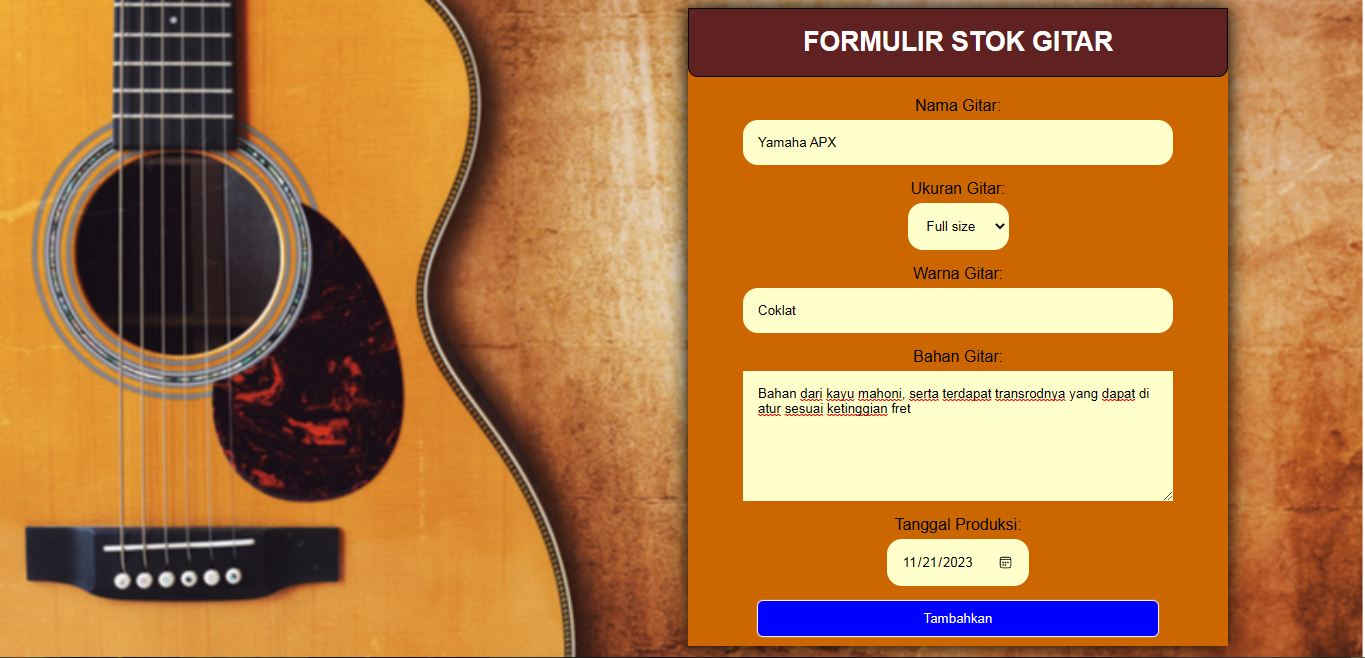 FORMULIR STOK GITAR
Nama Gitar:
Yamaha APX
Ukuran Gitar:
Full size
Warna Gitar:
Coklat
Bahan Gitar:
Bahan dari kayu mahoni, serta terdapat transrodnya yang dapat di
atur sesuai ketinggian fret
Tanggal Produksi:
11/21/2023
Tambahkan